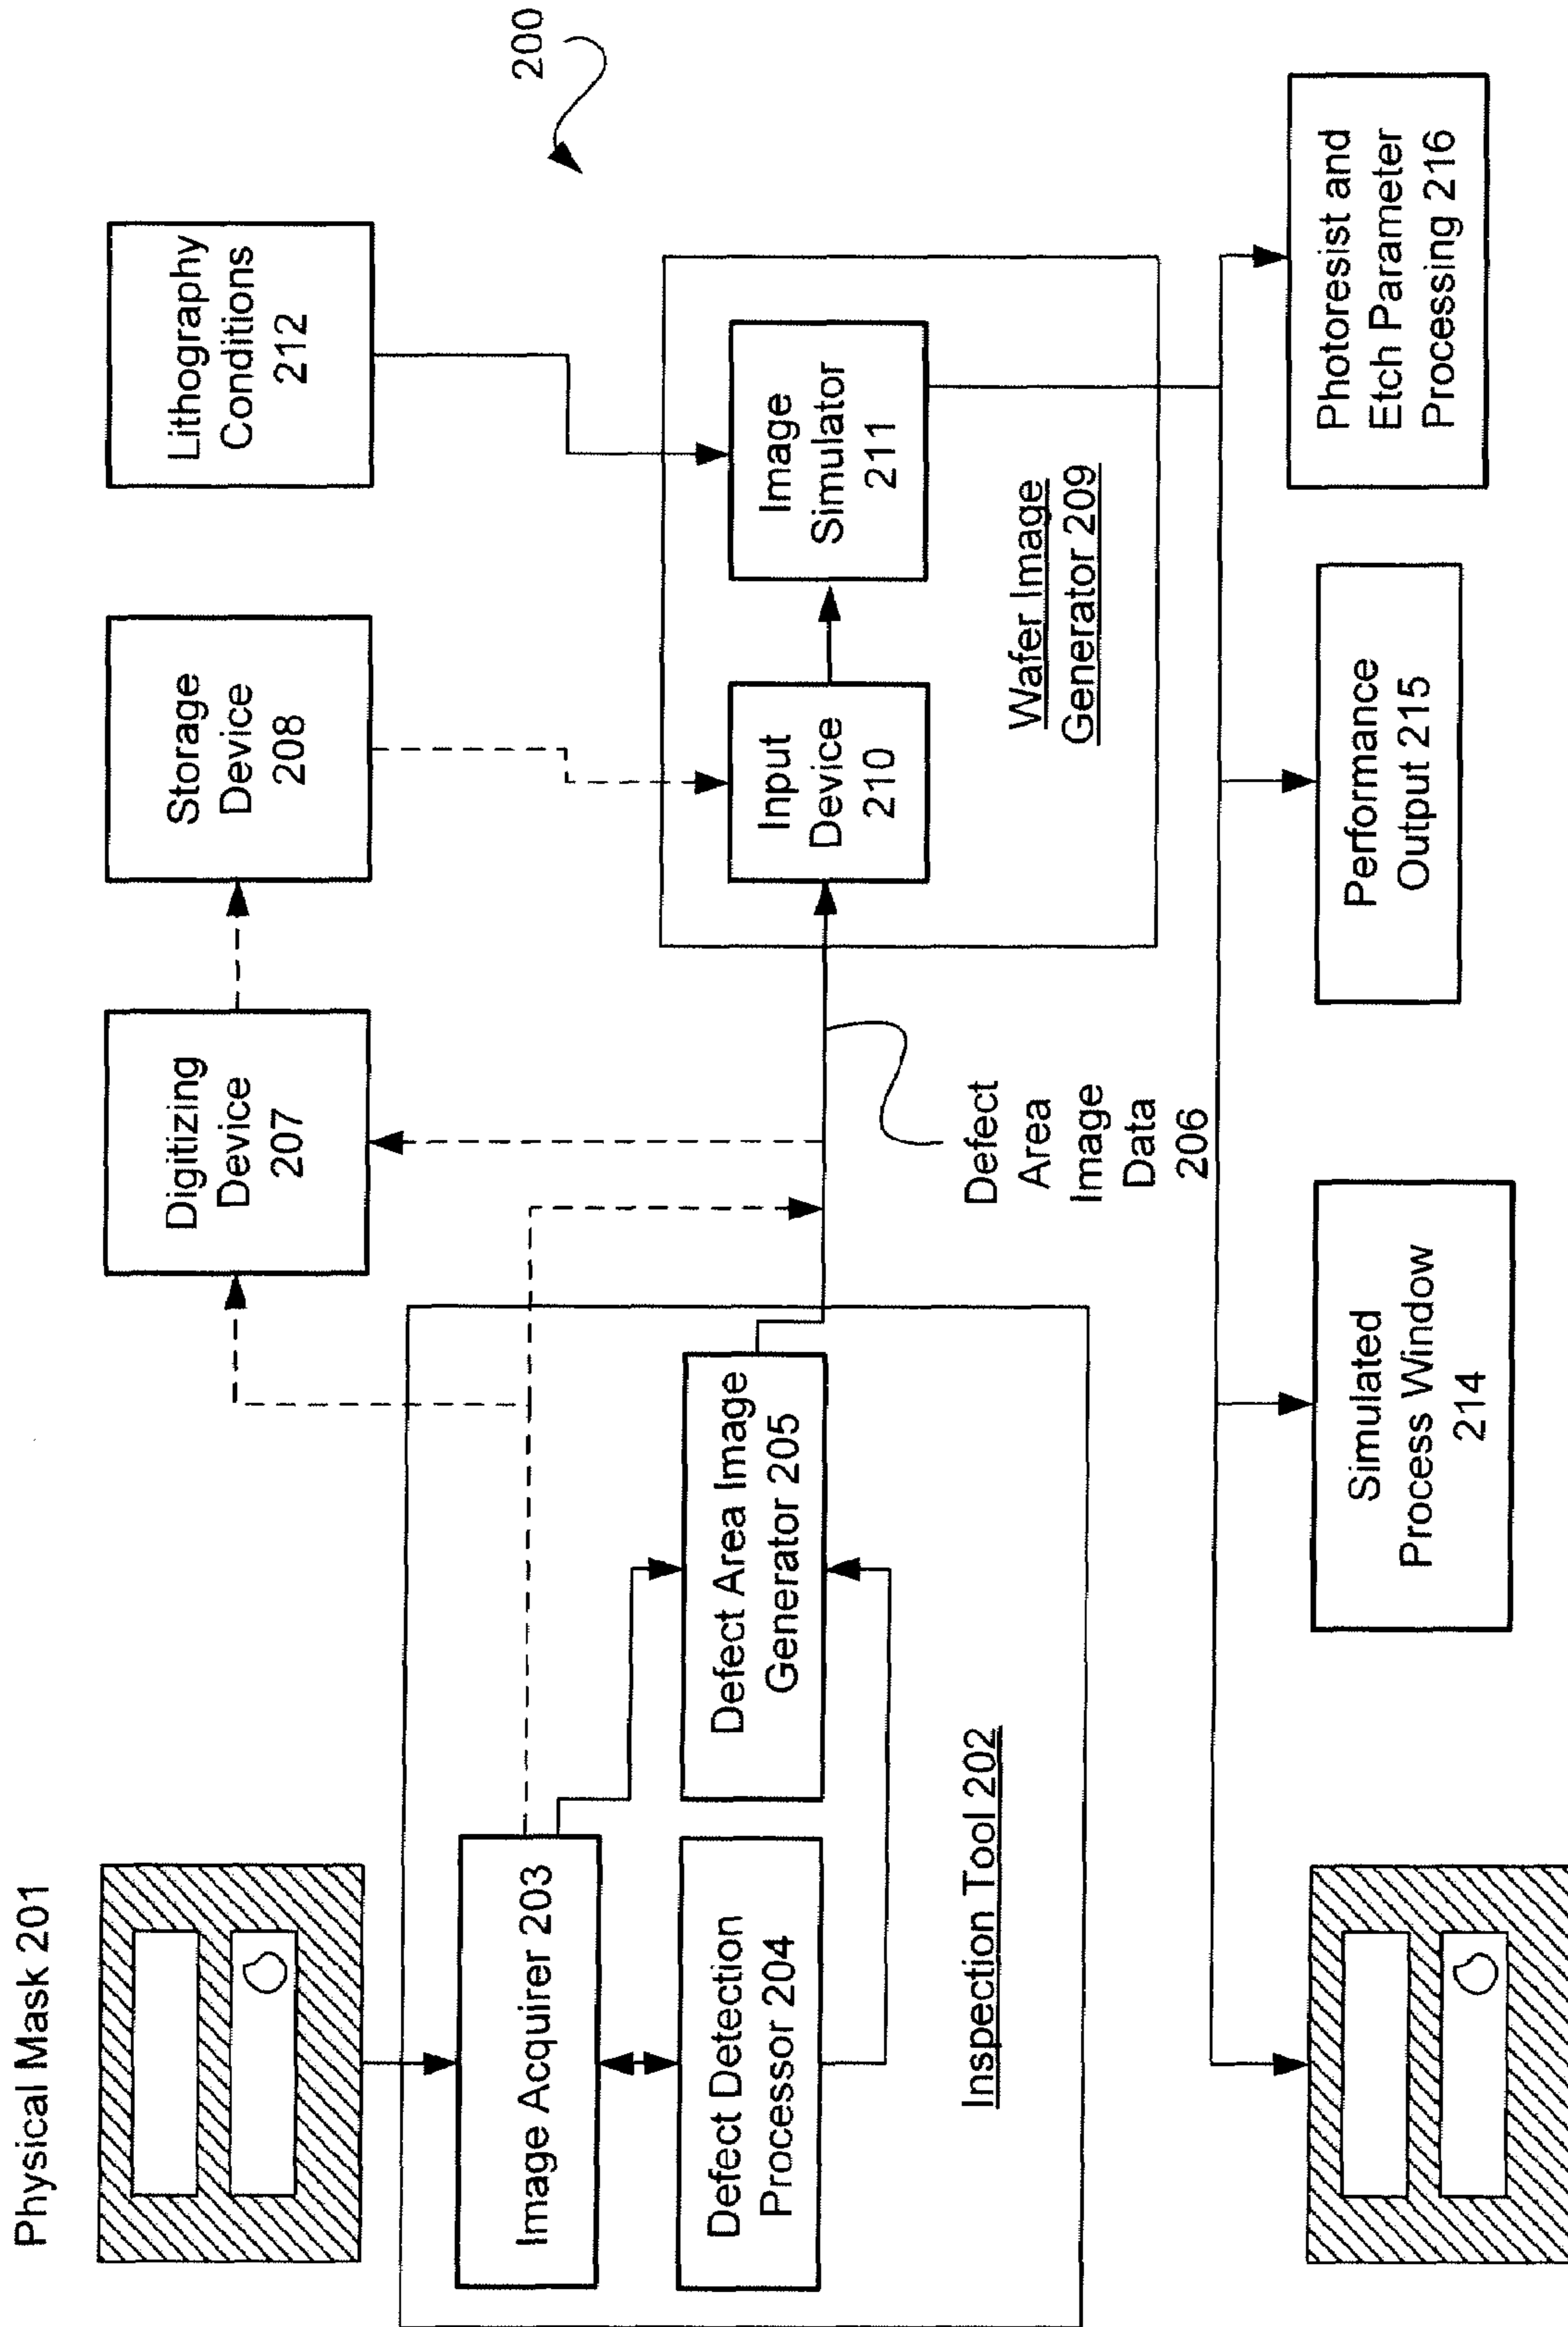 Physical Mask 201
Digitizing
Device
207
Storage
Device
208
Lithography
Conditions
212
200
Image Acquirer 203
Defect Detection
Processor 204
Defect Area Image
Generator 205
Inspection Tool 202
Defect
Area
Image
Data
206
Input
Device
210
Image
Simulator
211
Wafer Image
Generator 209
Simulated
Process Window
214
Performance
Output 215
Photoresist and
Etch Parameter
Processing 216